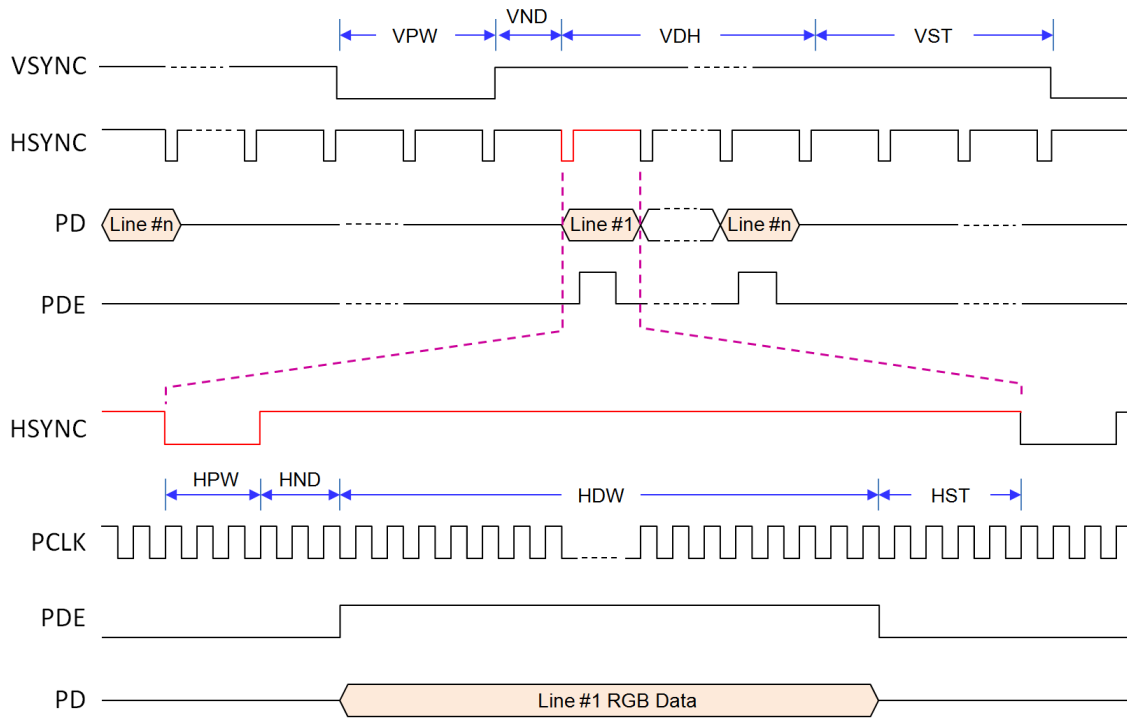 VPW VND VDH VST
VSYNC
HSYNC
PD Line #n Line #1 Line #n
PDE
HSYNC
HPW HND HDW HST
PCLK
PDE
PD Line #1 RGB Data